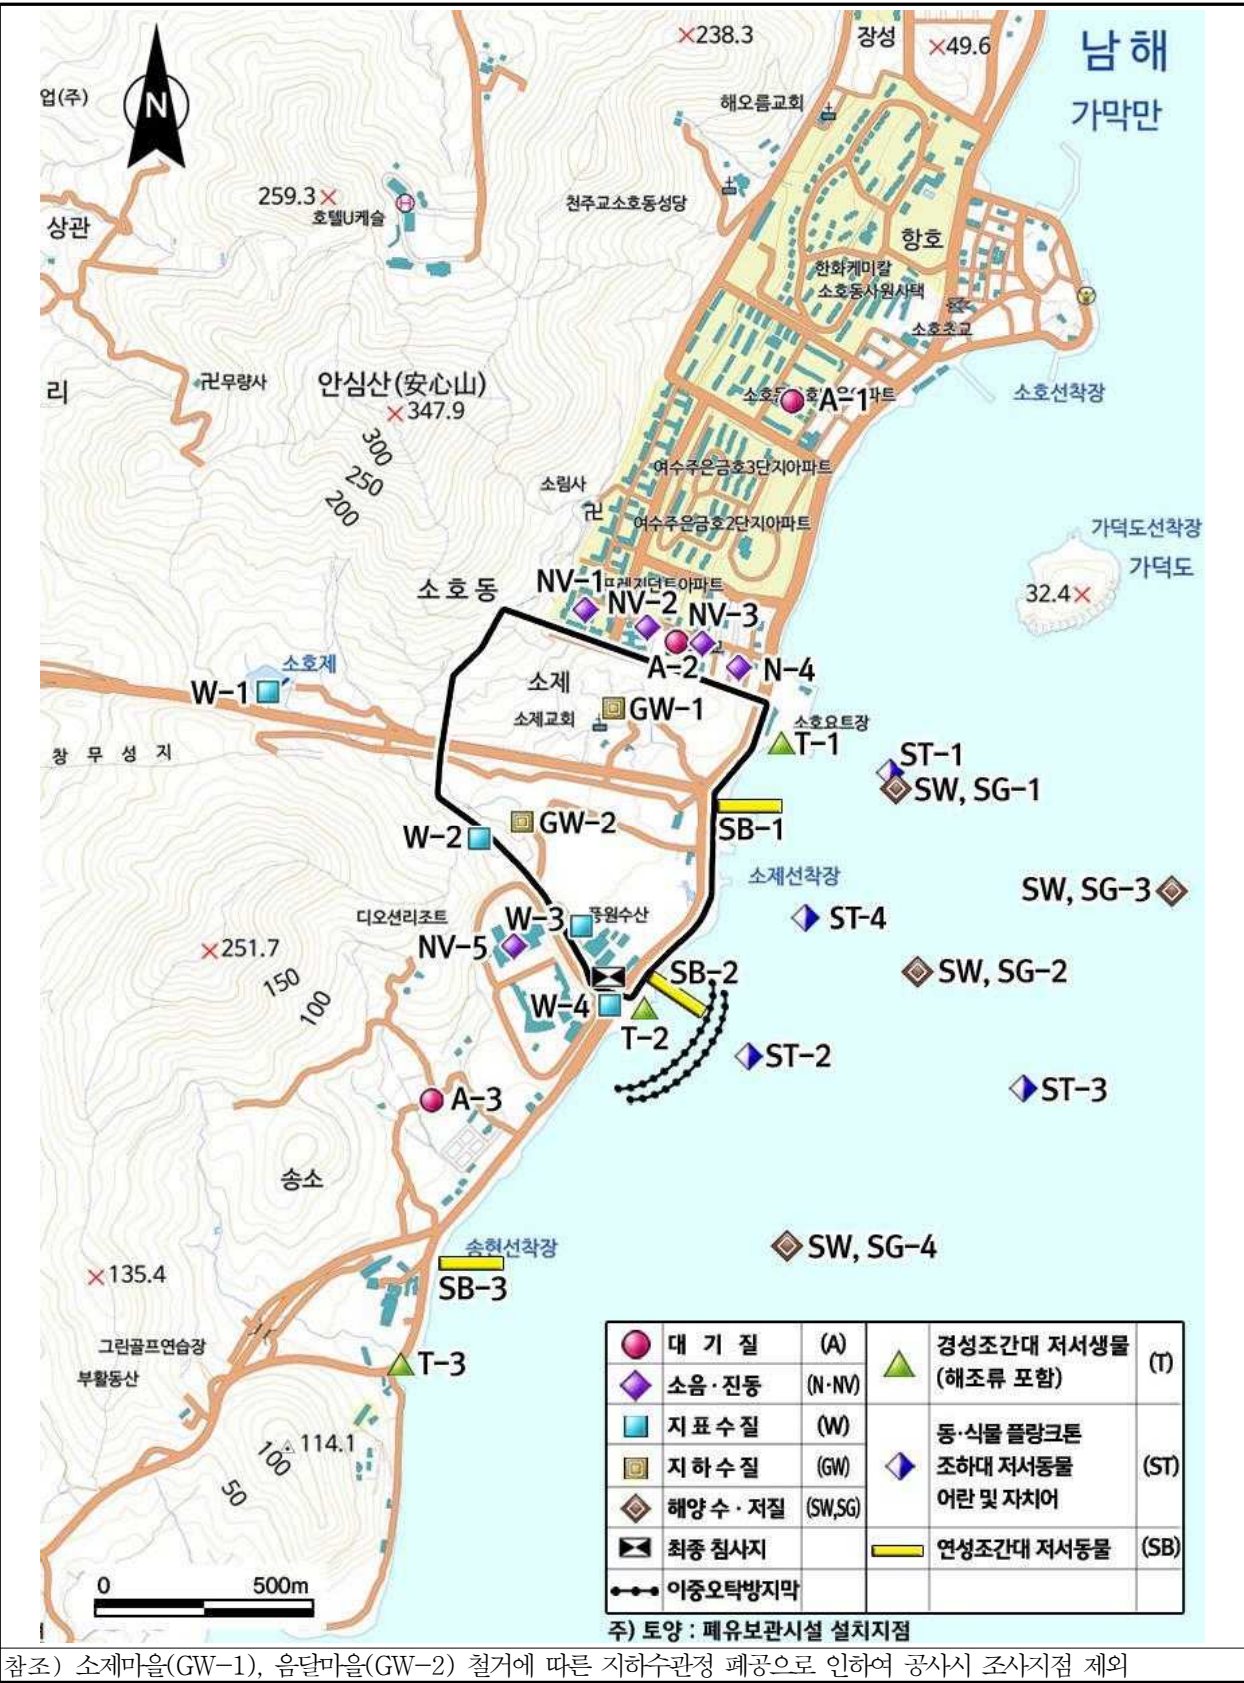 남해
가막만
×238.3
장성
×49.6
업(주)
N
해오름교회
259.3×
호텔U캐슬
천주교소호동성당
상관
항호
한화케미칼
소호동사원사택
소호초교
리
卍무량사
안심산(安心山)
×347.9
300
250
200
A-1
소호선착장
여수주은금호3단지아파트
소림사
卍
여수주은금호2단지아파트
가덕도선착장
가덕도
32.4×
소호동
NV-1
프레지던트아파트
NV-2
NV-3
A-2
N-4
소호제
W-1
소제
소제교회
GW-1
소호요트장
T-1
창무성지
ST-1
SW, SG-1
W-2
GW-2
SB-1
소제선착장
SW, SG-3
ST-4
디오션리조트
W-3
풍원수산
NV-5
×251.7
150
100
SB-2
SW, SG-2
W-4
T-2
ST-2
ST-3
A-3
송소
송현선착장
SB-3
SW, SG-4
×135.4
그린골프연습장
부활동산
T-3
114.1
100
50
0 500m
대 기 질 (A)
소음·진동 (N·NV)
지표수질 (W)
지하수질 (GW)
해양 수·저질 (SW,SG)
최종 침사지
이중오탁방지막
경성조간대 저서생물
(해조류 포함)
(T)
동·식물 플랑크톤
조하대 저서동물
어란 및 자치어
(ST)
연성조간대 저서동물 (SB)
주) 토양 : 폐유보관시설 설치지점
참조) 소제마을(GW-1), 음달마을(GW-2) 철거에 따른 지하수관정 폐공으로 인하여 공사시 조사지점 제외